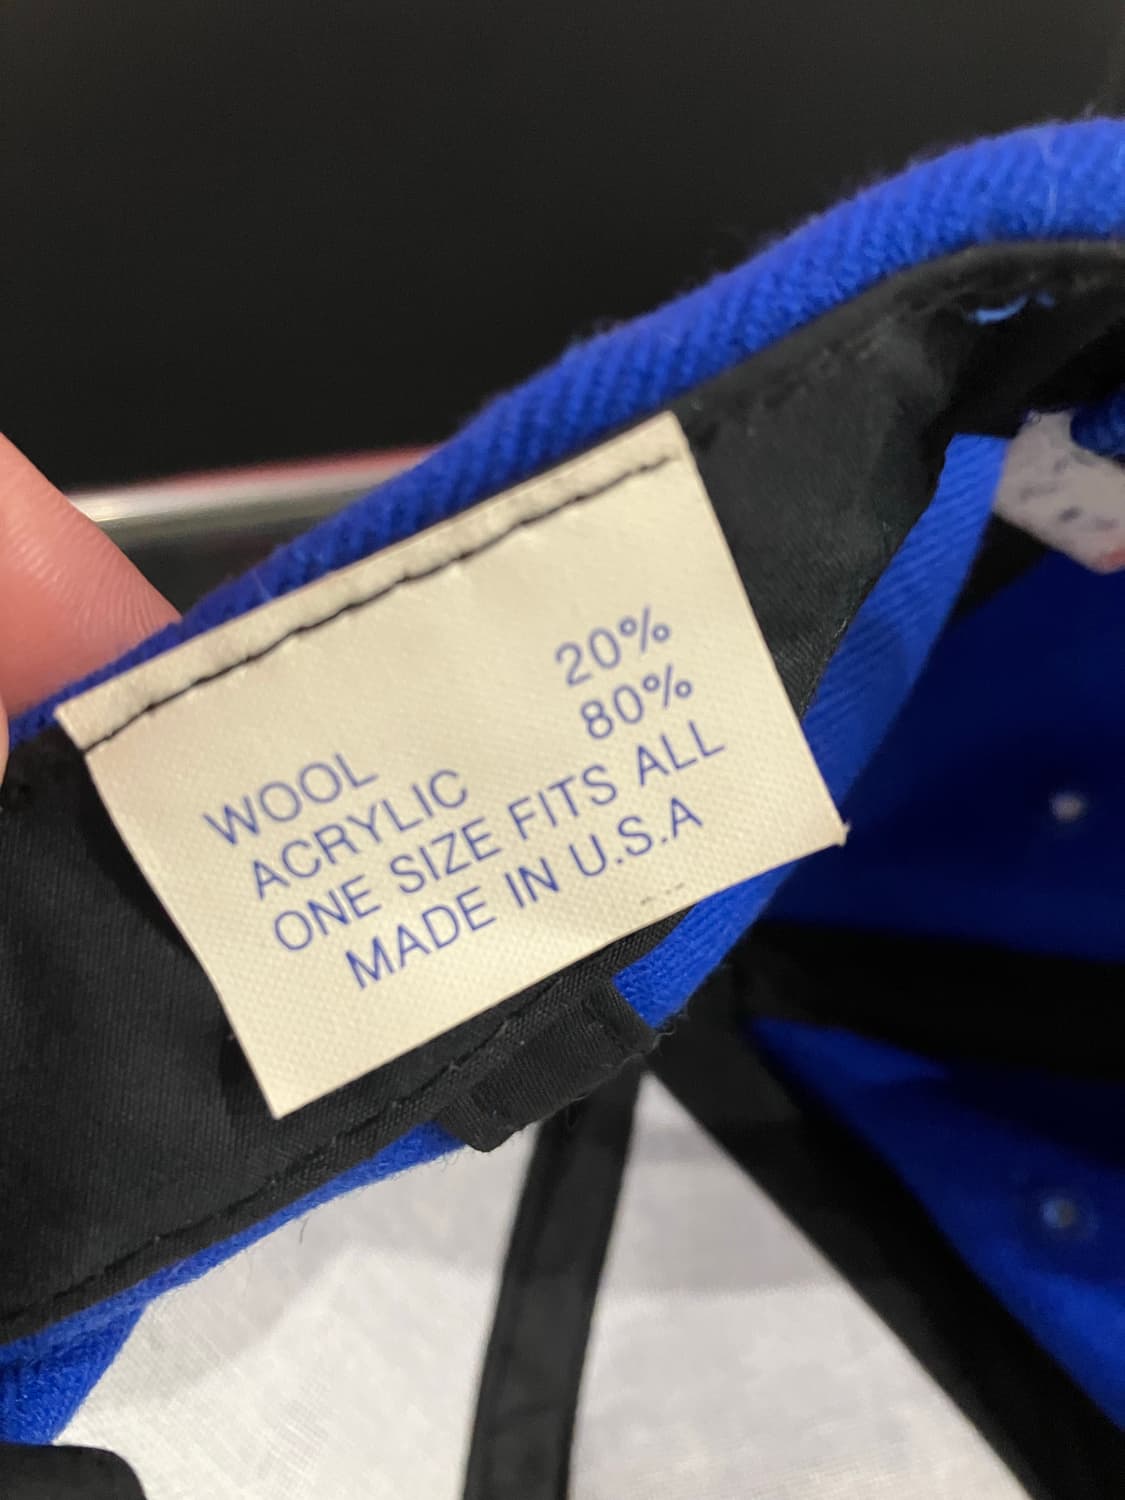 WOOL 20%
ACRYLIC 80%
ONE SIZE FITS ALL
MADE IN U.S.A